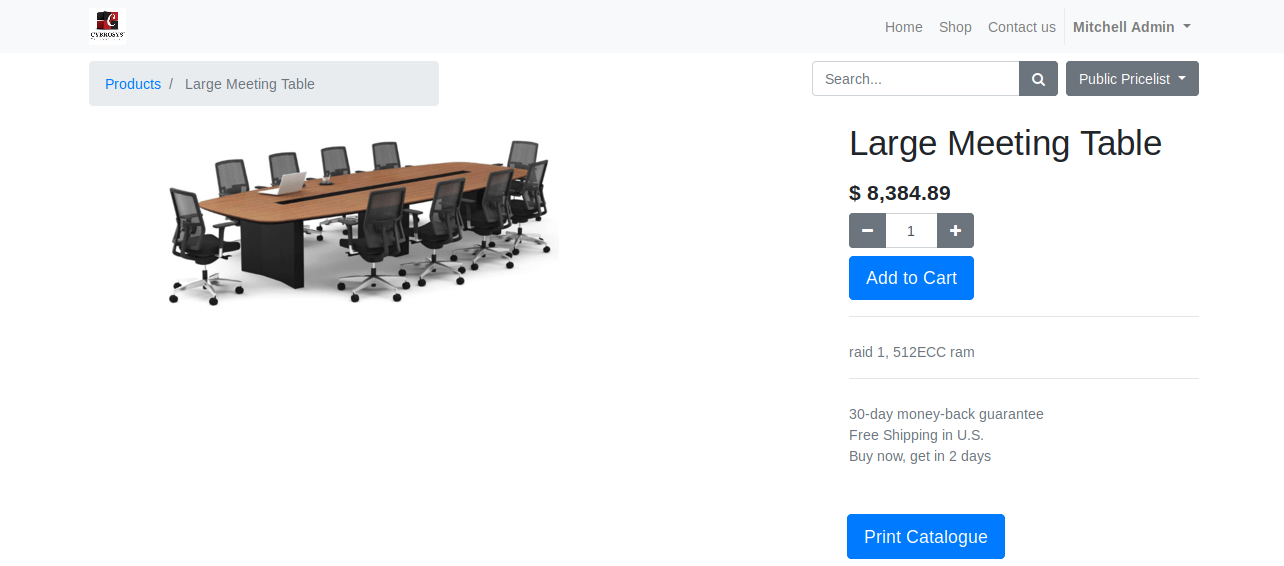 CYBROSYS
Home
Shop
Contact us
Mitchell Admin
Products / Large Meeting Table
Search...
Public Pricelist
Large Meeting Table
$ 8,384.89
1
Add to Cart
raid 1, 512ECC ram
30-day money-back guarantee
Free Shipping in U.S.
Buy now, get in 2 days
Print Catalogue